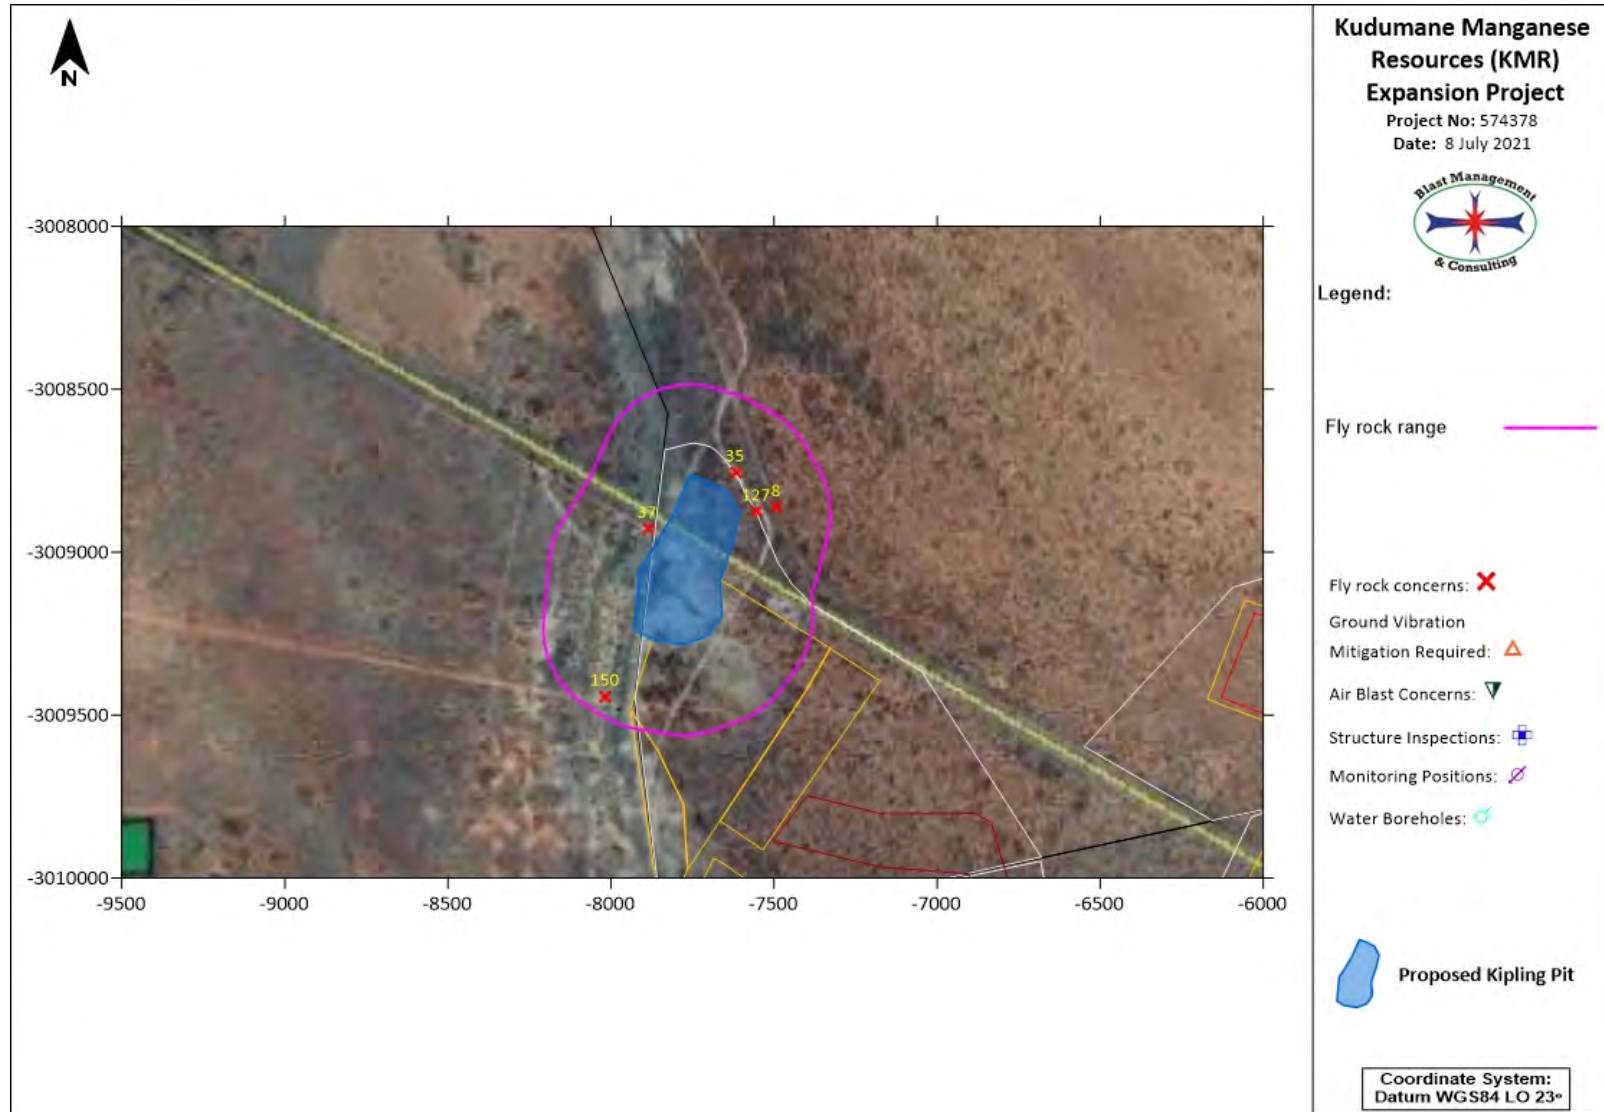 Kudumane Manganese
Resources (KMR)
Expansion Project
Project No: 574378
Date: 8 July 2021
Blast Management
& Consulting
Legend:
Fly rock range
Fly rock concerns:
Ground Vibration
Mitigation Required:
Air Blast Concerns:
Structure Inspections:
Monitoring Positions:
Water Boreholes:
Proposed Kipling Pit
Coordinate System:
Datum WGS84 LO 23°
N
-3008000
-3008500
-3009000
-3009500
-3010000
-9500 -9000 -8500 -8000 -7500 -7000 -6500 -6000
35
127 8
37
150